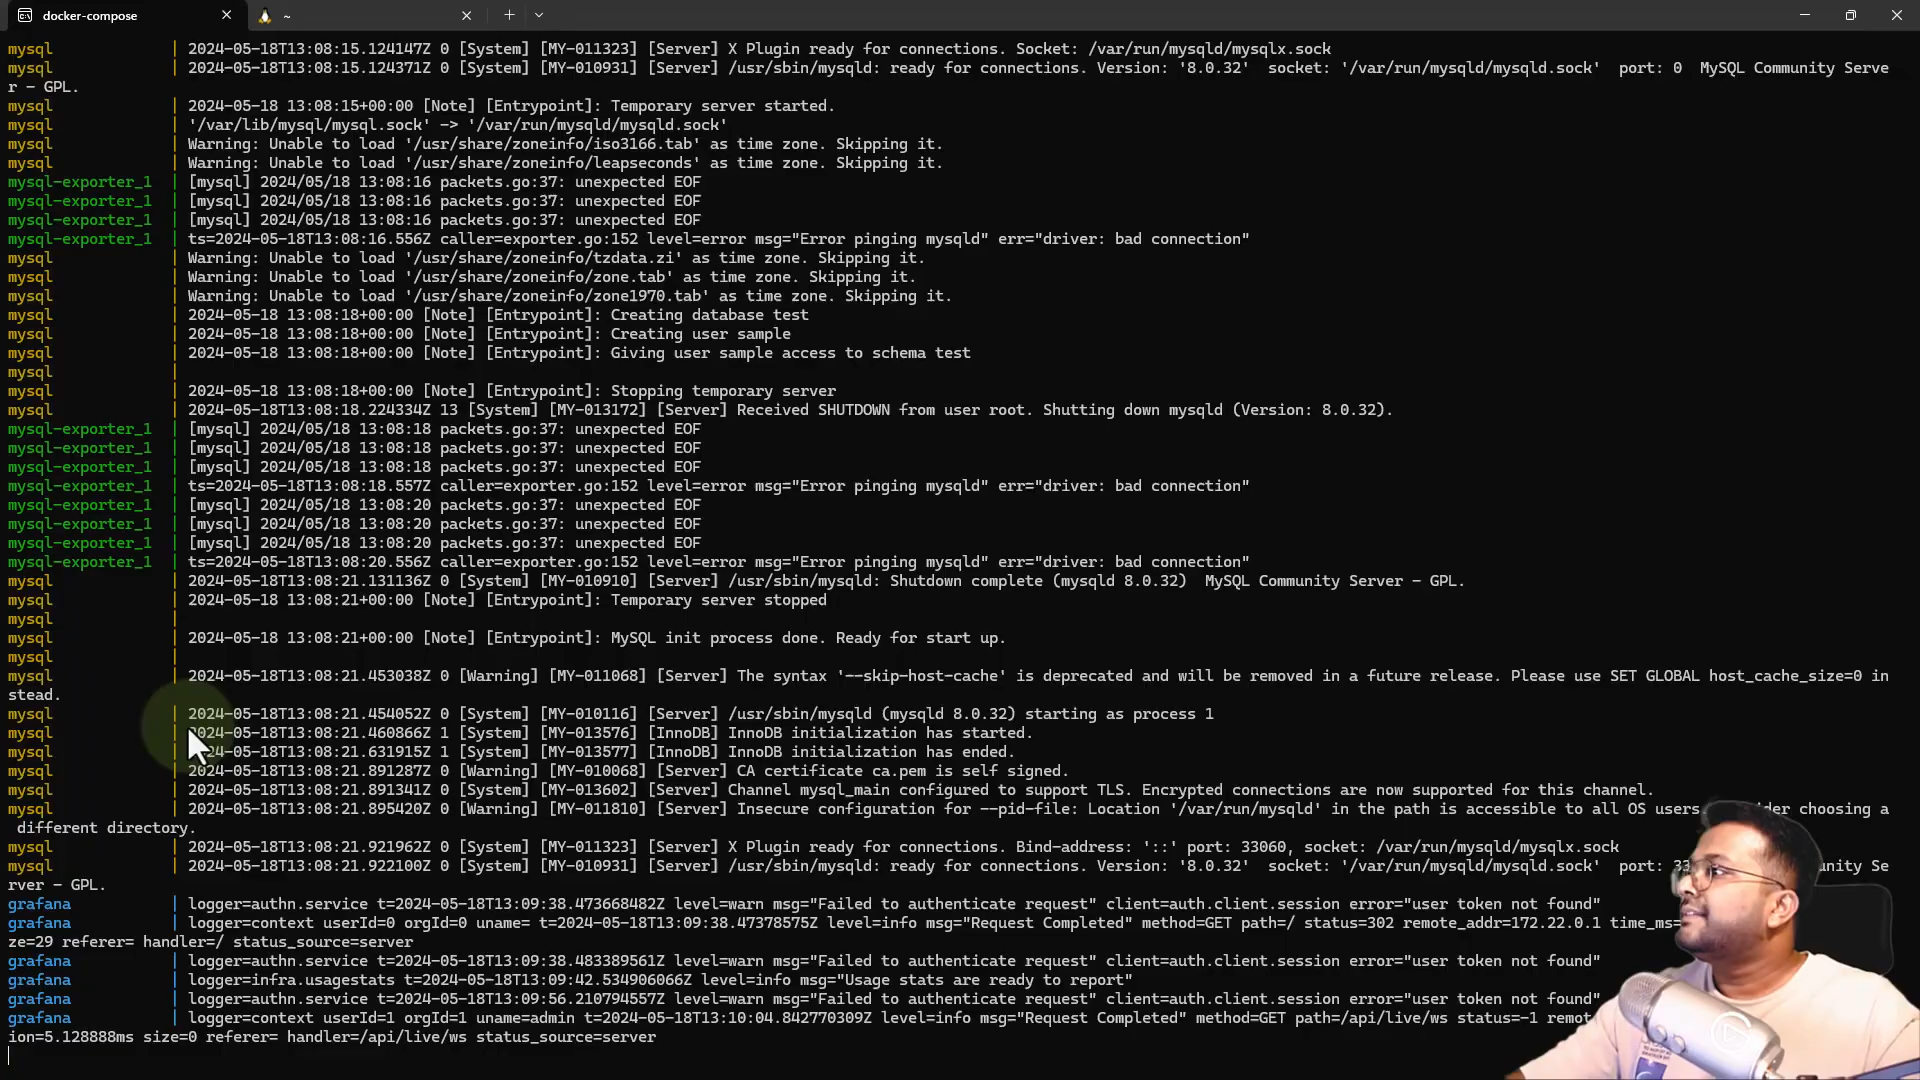 docker-compose
~
mysql | 2024-05-18T13:08:15.124147Z 0 [System] [MY-011323] [Server] X Plugin ready for connections. Socket: /var/run/mysqld/mysqlx.sock
mysql | 2024-05-18T13:08:15.124371Z 0 [System] [MY-010931] [Server] /usr/sbin/mysqld: ready for connections. Version: '8.0.32'  socket: '/var/run/mysqld/mysqld.sock'  port: 0  MySQL Community Serve
r - GPL.
mysql | 2024-05-18 13:08:15+00:00 [Note] [Entrypoint]: Temporary server started.
mysql | '/var/lib/mysql/mysql.sock' -> '/var/run/mysqld/mysqld.sock'
mysql | Warning: Unable to load '/usr/share/zoneinfo/iso3166.tab' as time zone. Skipping it.
mysql | Warning: Unable to load '/usr/share/zoneinfo/leapseconds' as time zone. Skipping it.
mysql-exporter_1 | [mysql] 2024/05/18 13:08:16 packets.go:37: unexpected EOF
mysql-exporter_1 | [mysql] 2024/05/18 13:08:16 packets.go:37: unexpected EOF
mysql-exporter_1 | [mysql] 2024/05/18 13:08:16 packets.go:37: unexpected EOF
mysql-exporter_1 | ts=2024-05-18T13:08:16.556Z caller=exporter.go:152 level=error msg="Error pinging mysqld" err="driver: bad connection"
mysql | Warning: Unable to load '/usr/share/zoneinfo/tzdata.zi' as time zone. Skipping it.
mysql | Warning: Unable to load '/usr/share/zoneinfo/zone.tab' as time zone. Skipping it.
mysql | Warning: Unable to load '/usr/share/zoneinfo/zone1970.tab' as time zone. Skipping it.
mysql | 2024-05-18 13:08:18+00:00 [Note] [Entrypoint]: Creating database test
mysql | 2024-05-18 13:08:18+00:00 [Note] [Entrypoint]: Creating user sample
mysql | 2024-05-18 13:08:18+00:00 [Note] [Entrypoint]: Giving user sample access to schema test
mysql |
mysql | 2024-05-18 13:08:18+00:00 [Note] [Entrypoint]: Stopping temporary server
mysql | 2024-05-18T13:08:18.224334Z 13 [System] [MY-013172] [Server] Received SHUTDOWN from user root. Shutting down mysqld (Version: 8.0.32).
mysql-exporter_1 | [mysql] 2024/05/18 13:08:18 packets.go:37: unexpected EOF
mysql-exporter_1 | [mysql] 2024/05/18 13:08:18 packets.go:37: unexpected EOF
mysql-exporter_1 | [mysql] 2024/05/18 13:08:18 packets.go:37: unexpected EOF
mysql-exporter_1 | ts=2024-05-18T13:08:18.557Z caller=exporter.go:152 level=error msg="Error pinging mysqld" err="driver: bad connection"
mysql-exporter_1 | [mysql] 2024/05/18 13:08:20 packets.go:37: unexpected EOF
mysql-exporter_1 | [mysql] 2024/05/18 13:08:20 packets.go:37: unexpected EOF
mysql-exporter_1 | [mysql] 2024/05/18 13:08:20 packets.go:37: unexpected EOF
mysql-exporter_1 | ts=2024-05-18T13:08:20.556Z caller=exporter.go:152 level=error msg="Error pinging mysqld" err="driver: bad connection"
mysql | 2024-05-18T13:08:21.131136Z 0 [System] [MY-010910] [Server] /usr/sbin/mysqld: Shutdown complete (mysqld 8.0.32)  MySQL Community Server - GPL.
mysql | 2024-05-18 13:08:21+00:00 [Note] [Entrypoint]: Temporary server stopped
mysql |
mysql | 2024-05-18 13:08:21+00:00 [Note] [Entrypoint]: MySQL init process done. Ready for start up.
mysql |
mysql | 2024-05-18T13:08:21.453038Z 0 [Warning] [MY-011068] [Server] The syntax '--skip-host-cache' is deprecated and will be removed in a future release. Please use SET GLOBAL host_cache_size=0 in
stead.
mysql | 2024-05-18T13:08:21.454052Z 0 [System] [MY-010116] [Server] /usr/sbin/mysqld (mysqld 8.0.32) starting as process 1
mysql | 2024-05-18T13:08:21.460866Z 1 [System] [MY-013576] [InnoDB] InnoDB initialization has started.
mysql | 2024-05-18T13:08:21.631915Z 1 [System] [MY-013577] [InnoDB] InnoDB initialization has ended.
mysql | 2024-05-18T13:08:21.891287Z 0 [Warning] [MY-010068] [Server] CA certificate ca.pem is self signed.
mysql | 2024-05-18T13:08:21.891341Z 0 [System] [MY-013602] [Server] Channel mysql_main configured to support TLS. Encrypted connections are now supported for this channel.
mysql | 2024-05-18T13:08:21.895420Z 0 [Warning] [MY-011810] [Server] Insecure configuration for --pid-file: Location '/var/run/mysqld' in the path is accessible to all OS users. choosing a
different directory.
mysql | 2024-05-18T13:08:21.921962Z 0 [System] [MY-011323] [Server] X Plugin ready for connections. Bind-address: '::' port: 33060, socket: /var/run/mysqld/mysqlx.sock
mysql | 2024-05-18T13:08:21.922100Z 0 [System] [MY-010931] [Server] /usr/sbin/mysqld: ready for connections. Version: '8.0.32'  socket: '/var/run/mysqld/mysqld.sock'  port: Se
rver - GPL.
grafana | logger=authn.service t=2024-05-18T13:09:38.473668482Z level=warn msg="Failed to authenticate request" client=auth.client.session error="user token not found"
grafana | logger=context userId=0 orgId=0 uname= t=2024-05-18T13:09:38.47378575Z level=info msg="Request Completed" method=GET path=/ status=302 remote_addr=172.22.0.1 time_ms=
ze=29 referer= handler=/ status_source=server
grafana | logger=authn.service t=2024-05-18T13:09:38.483389561Z level=warn msg="Failed to authenticate request" client=auth.client.session error="user token not found"
grafana | logger=infra.usagestats t=2024-05-18T13:09:42.534906066Z level=info msg="Usage stats are ready to report"
grafana | logger=authn.service t=2024-05-18T13:09:56.210794557Z level=warn msg="Failed to authenticate request" client=auth.client.session error="user token not found"
grafana | logger=context userId=1 orgId=1 uname=admin t=2024-05-18T13:10:04.842770309Z level=info msg="Request Completed" method=GET path=/api/live/ws status=-1
ion=5.128888ms size=0 referer= handler=/api/live/ws status_source=server